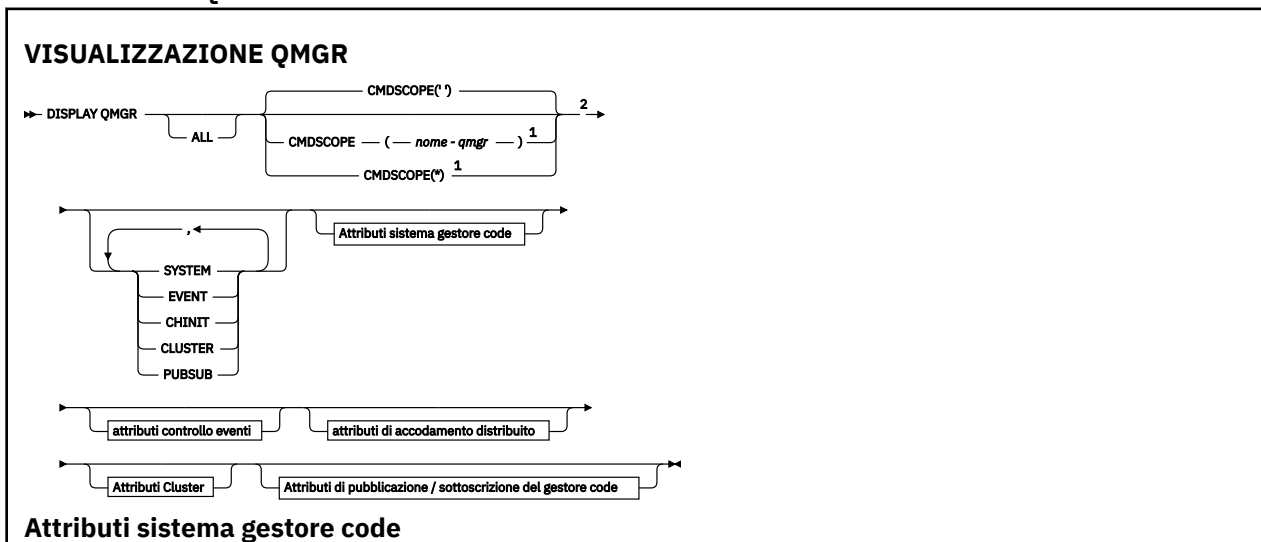 VISUALIZZAZIONE QMGR
CMDSCOPE(' ')
DISPLAY QMGR
2
ALL
CMDSCOPE ( nome - qmgr ) 1
CMDSCOPE(*) 1
,
Attributi sistema gestore code
SYSTEM
EVENT
CHINIT
CLUSTER
PUBSUB
attributi controllo eventi
attributi di accodamento distribuito
Attributi Cluster
Attributi di pubblicazione / sottoscrizione del gestore code
Attributi sistema gestore code